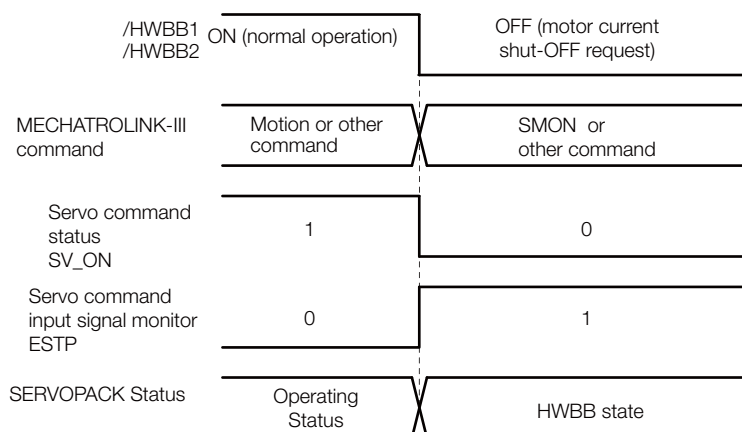 /HWBB1
/HWBB2
ON (normal operation)
OFF (motor current
shut-OFF request)
MECHATROLINK-III
command
Motion or other
command
SMON or
other command
Servo command
status
SV_ON
1
0
Servo command
input signal monitor
ESTP
0
1
SERVOPACK Status
Operating
Status
HWBB state